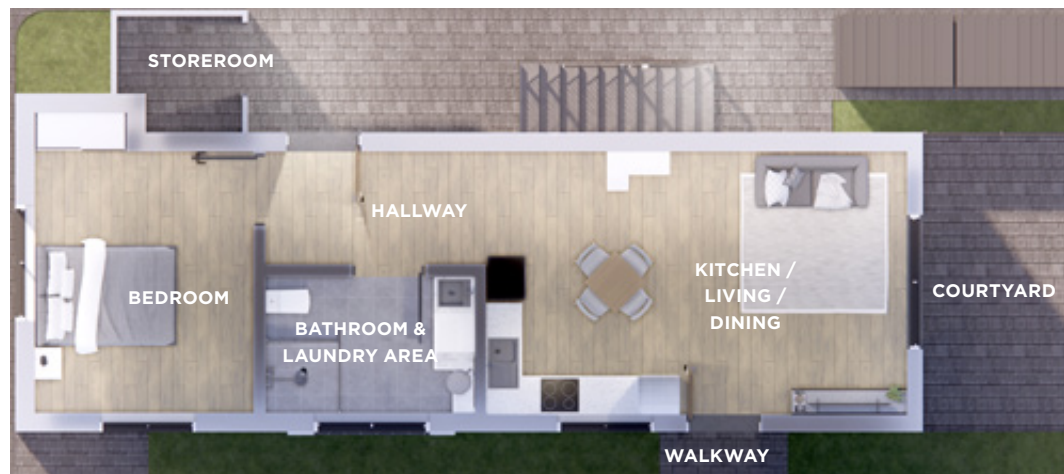 STOREROOM
HALLWAY
BEDROOM
BATHROOM &
LAUNDRY AREA
KITCHEN /
LIVING /
DINING
COURTYARD
WALKWAY